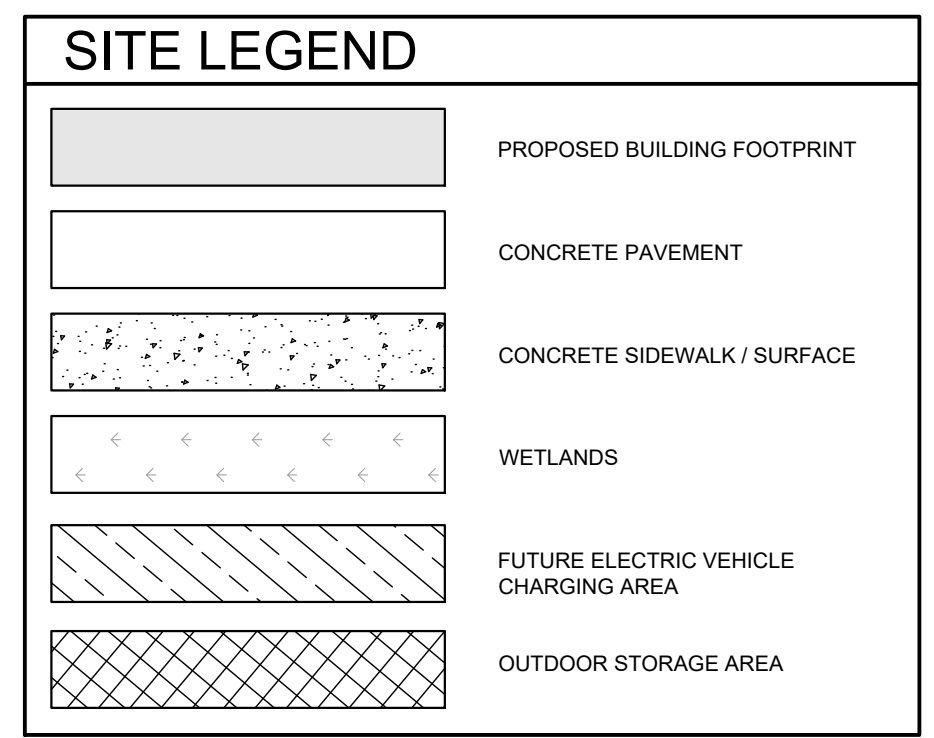 SITE LEGEND
PROPOSED BUILDING FOOTPRINT
CONCRETE PAVEMENT
CONCRETE SIDEWALK / SURFACE
WETLANDS
FUTURE ELECTRIC VEHICLE
CHARGING AREA
OUTDOOR STORAGE AREA